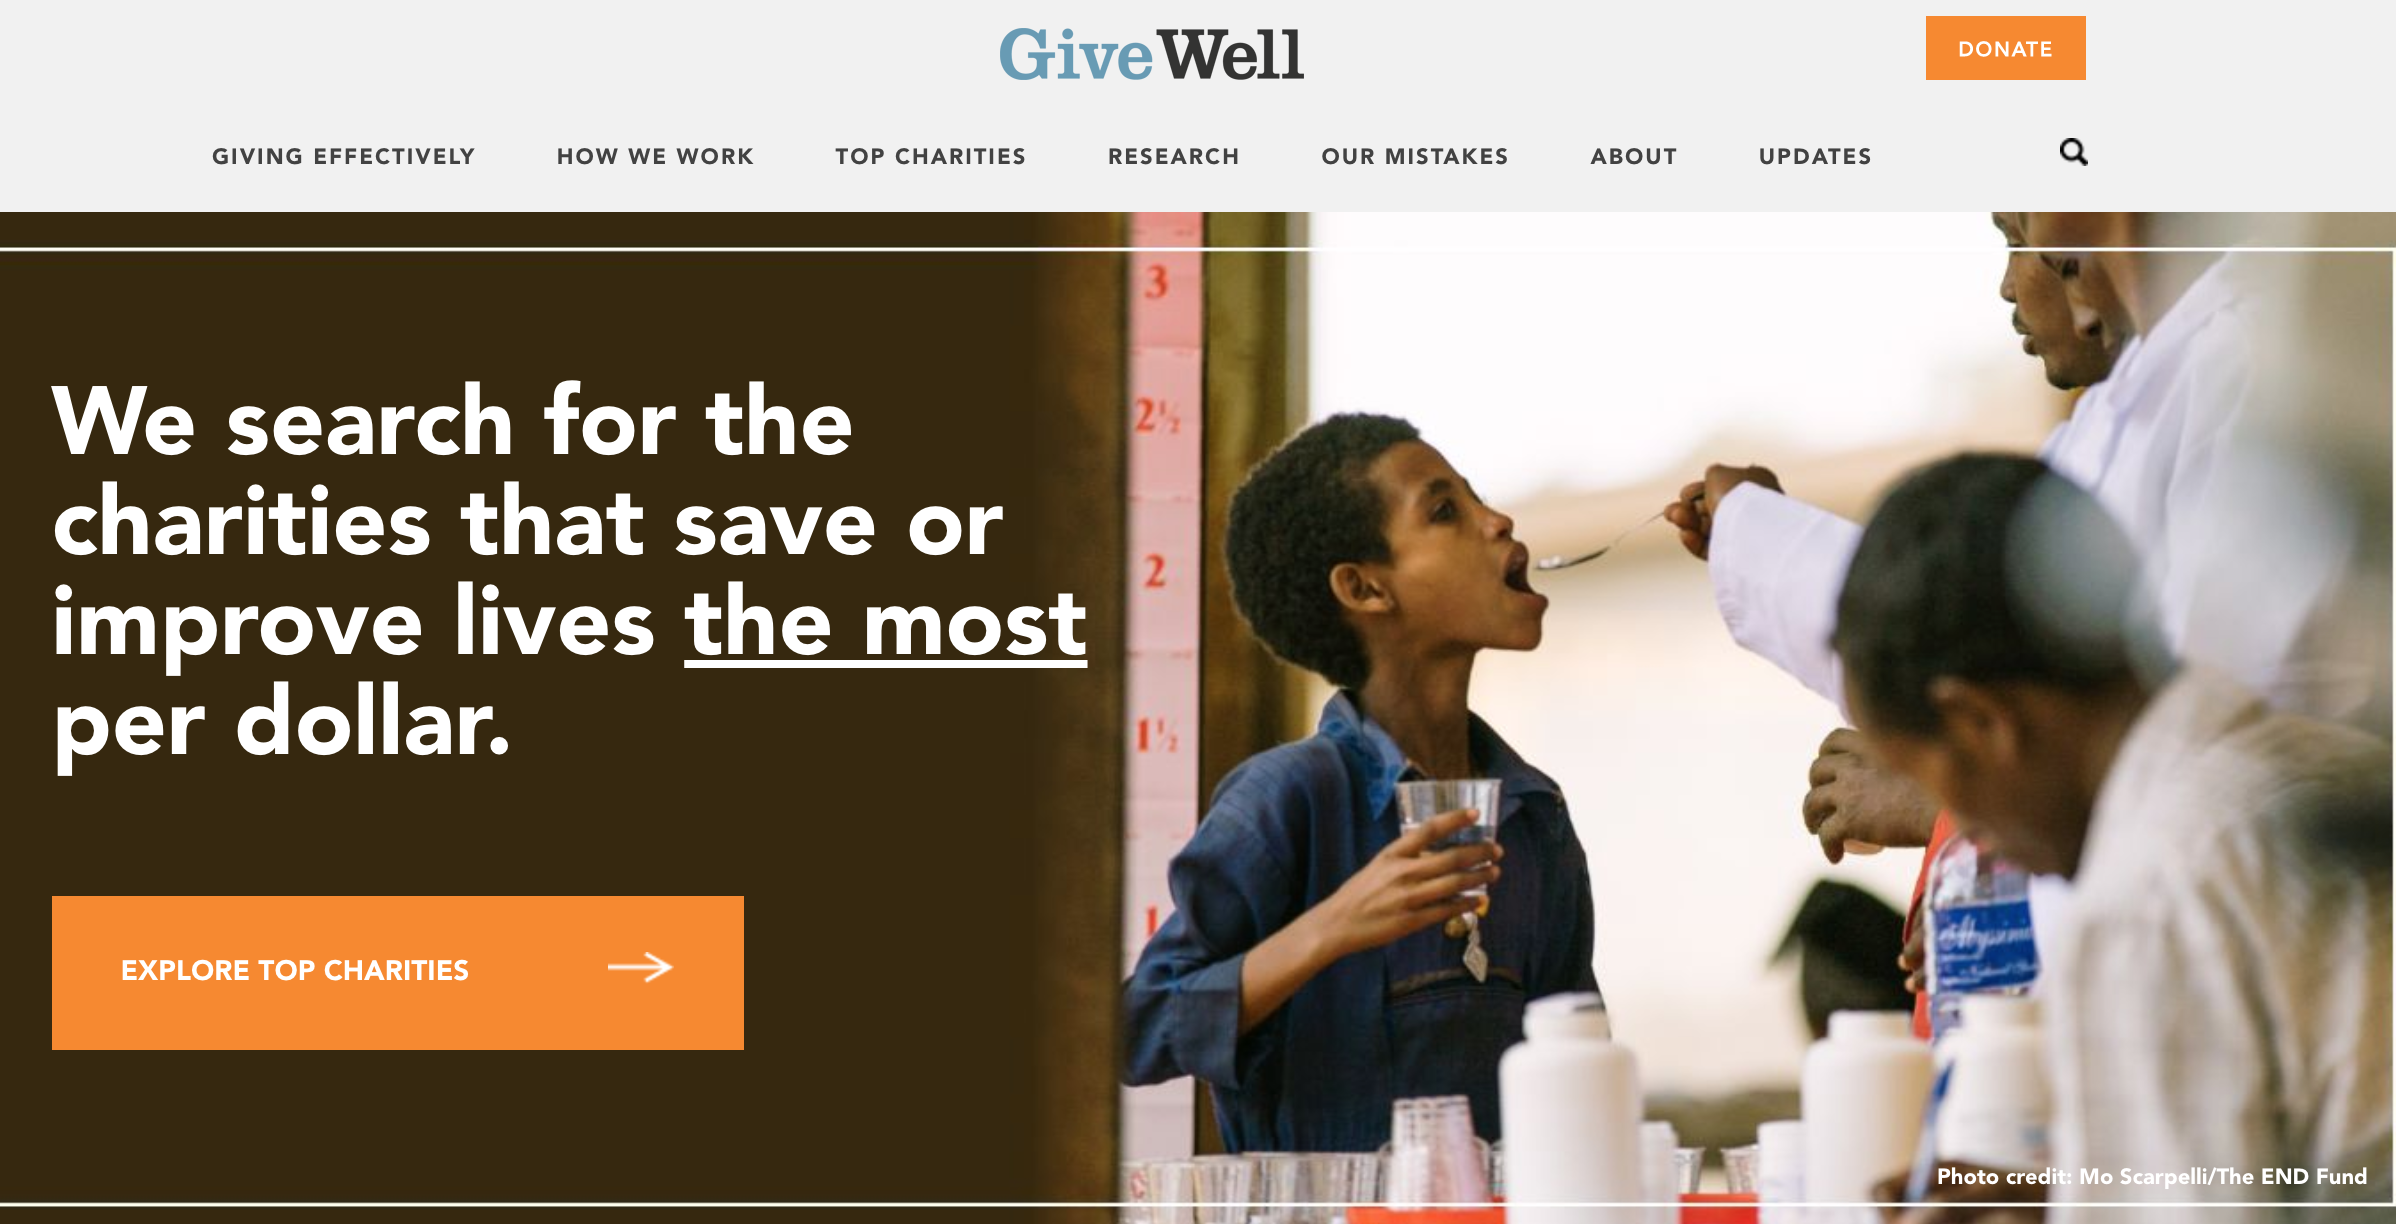 GiveWell
DONATE
GIVING EFFECTIVELY
HOW WE WORK
TOP CHARITIES
RESEARCH
OUR MISTAKES
ABOUT
UPDATES
We search for the
charities that save or
improve lives the most
per dollar.
EXPLORE TOP CHARITIES
3
2½
2
1½
1
Photo credit: Mo Scarpelli/The END Fund